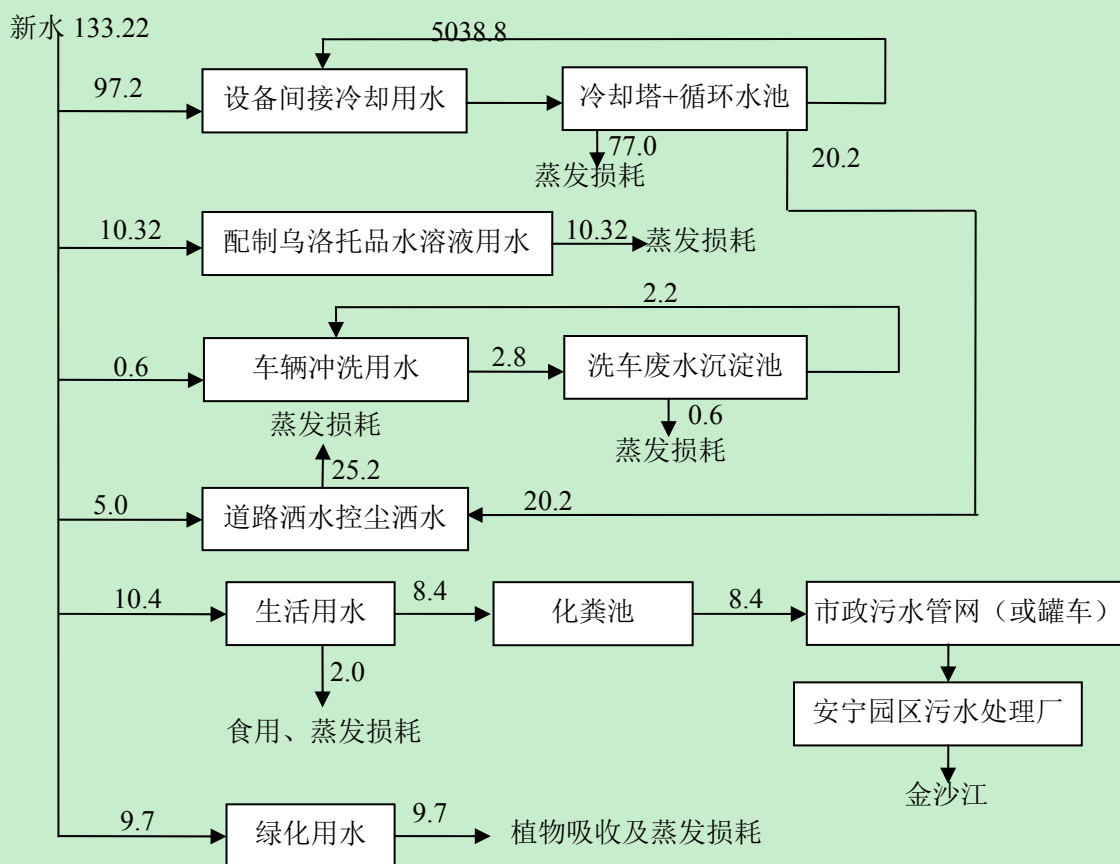 新水 133.22
5038.8
97.2
设备间接冷却用水
冷却塔+循环水池
77.0
20.2
蒸发损耗
10.32
配制乌洛托品水溶液用水
10.32
蒸发损耗
2.2
0.6
车辆冲洗用水
2.8
洗车废水沉淀池
0.6
蒸发损耗
蒸发损耗
25.2
5.0
道路洒水控尘洒水
20.2
10.4
生活用水
8.4
化粪池
8.4
市政污水管网（或罐车）
2.0
食用、蒸发损耗
安宁园区污水处理厂
金沙江
9.7
绿化用水
9.7
植物吸收及蒸发损耗